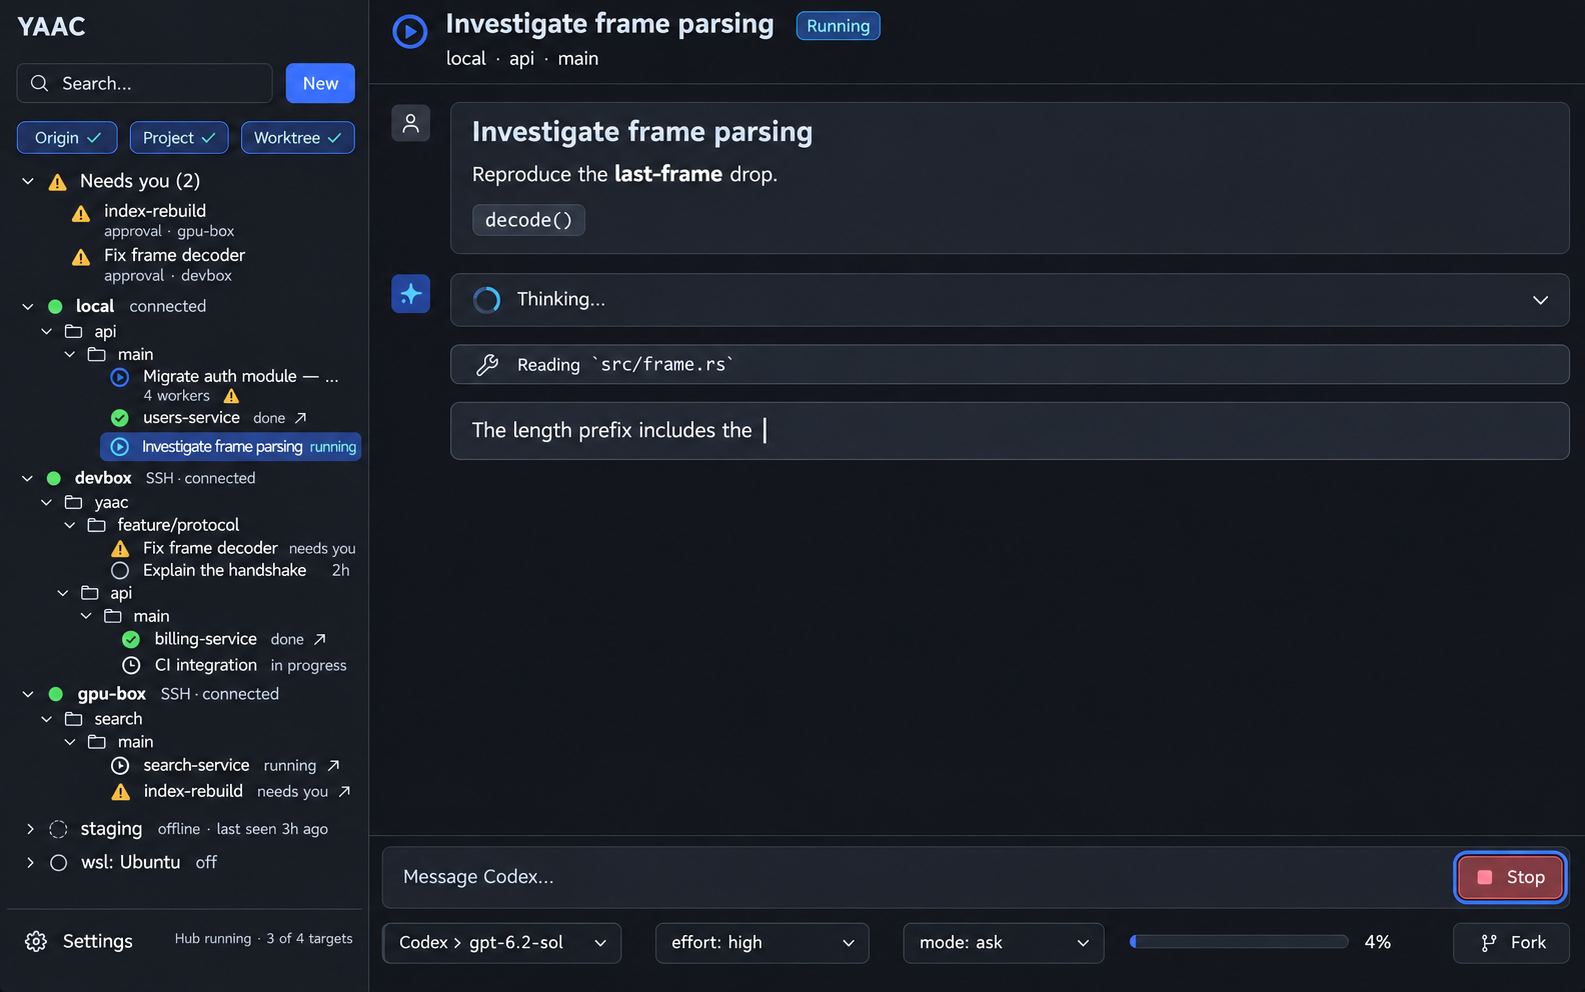 YAAC
Search...
New
Origin
Project
Worktree
Needs you (2)
index-rebuild
approval · gpu-box
Fix frame decoder
approval · devbox
local connected
api
main
Migrate auth module — ...
4 workers
users-service done
Investigate frame parsing running
devbox SSH · connected
yaac
feature/protocol
Fix frame decoder needs you
Explain the handshake 2h
api
main
billing-service done
CI integration in progress
gpu-box SSH · connected
search
main
search-service running
index-rebuild needs you
staging offline · last seen 3h ago
wsl: Ubuntu off
Settings
Hub running · 3 of 4 targets
Investigate frame parsing
Running
local · api · main
Investigate frame parsing
Reproduce the last-frame drop.
decode()
Thinking...
Reading `src/frame.rs`
The length prefix includes the
Message Codex...
Stop
Codex > gpt-6.2-sol
effort: high
mode: ask
4%
Fork